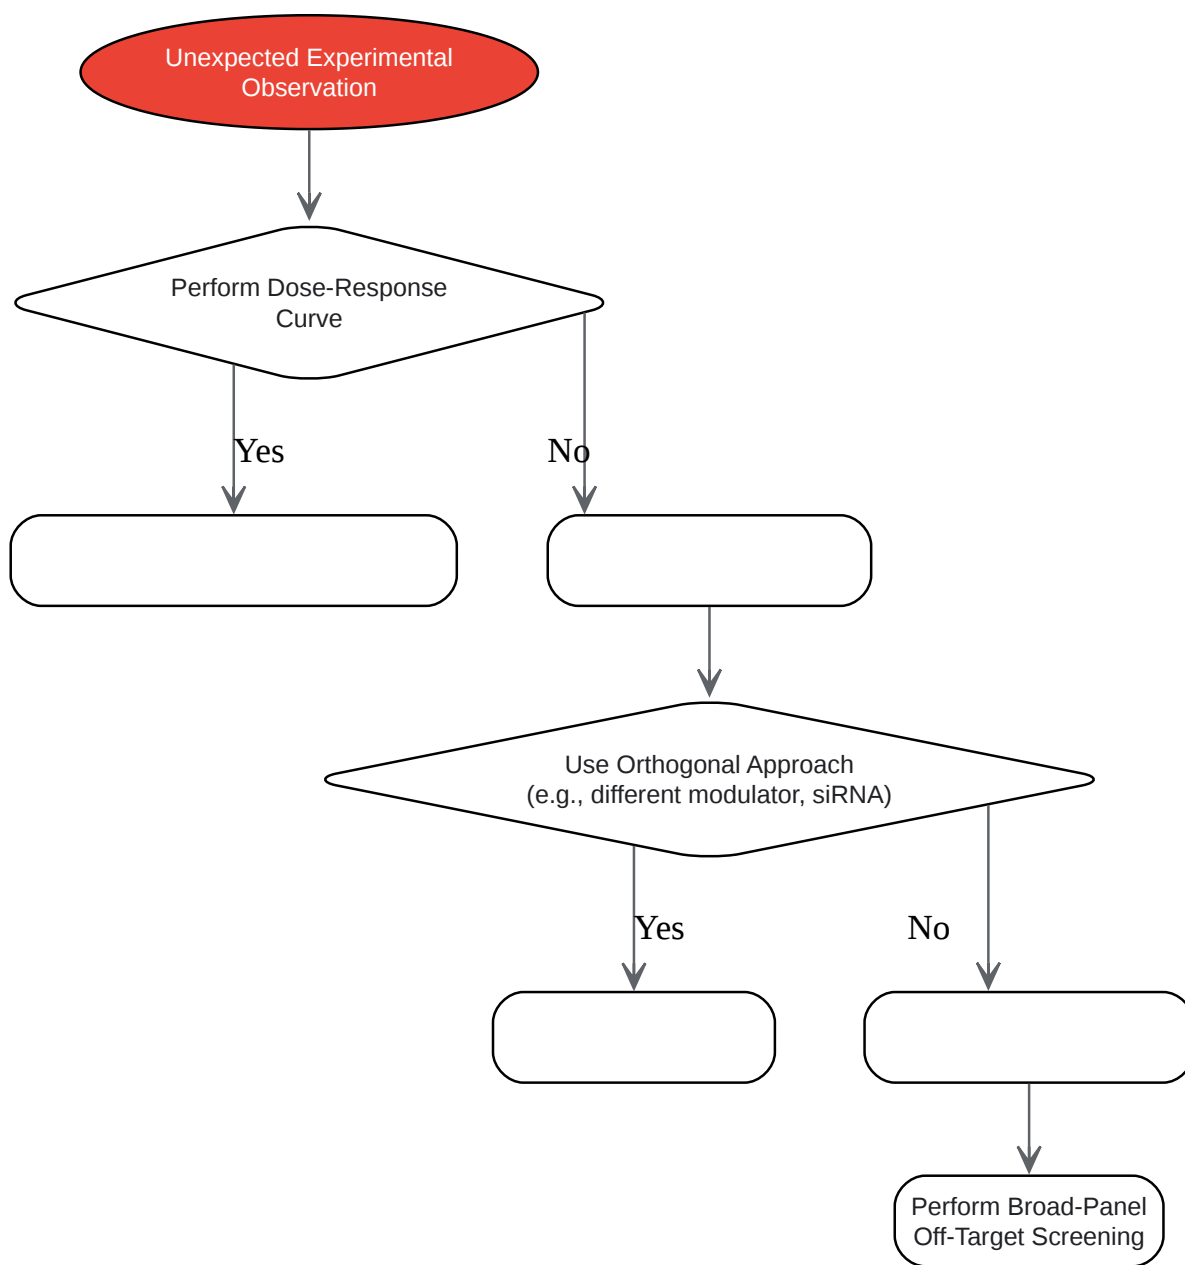 Unexpected Experimental
Observation
Perform Dose-Response
Curve
Yes
No
Use Orthogonal Approach
(e.g., different modulator, siRNA)
Yes
No
Perform Broad-Panel
Off-Target Screening